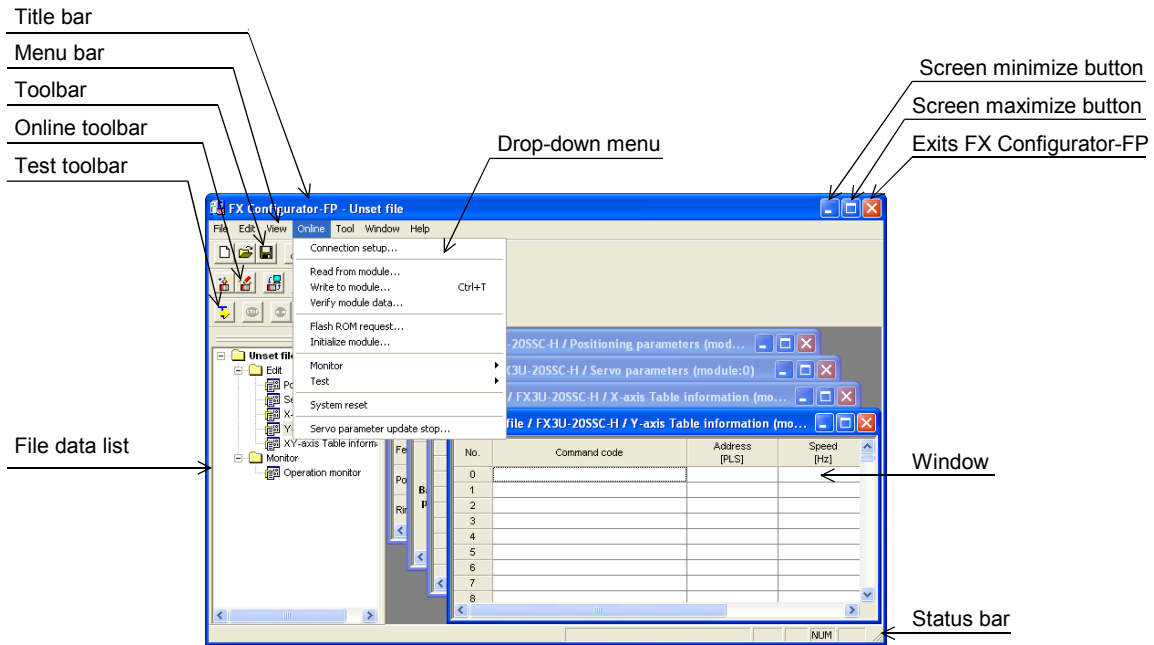 Title bar
Menu bar
Toolbar
Online toolbar
Test toolbar
Drop-down menu
Screen minimize button
Screen maximize button
Exits FX Configurator-FP
FX Configurator-FP - Unset file
File Edit View Online Tool Window Help
Connection setup...
Read from module...
Write to module... Ctrl+T
Verify module data...
Flash ROM request...
Initialize module...
Monitor
Test
System reset
Servo parameter update stop...
-20SSC-H / Positioning parameters (mod...
X3U-20SSC-H / Servo parameters (module:0)
/ FX3U-20SSC-H / X-axis Table information (mo...
file / FX3U-20SSC-H / Y-axis Table information (mo...
Unset file
Edit
Po
Se
X-
Y-
XY-axis Table inform
Monitor
Operation monitor
Fe
Po
Rin
No. Command code Address [PLS] Speed [Hz]
0
1
2
3
4
5
6
7
8
File data list
Window
Status bar
NUM